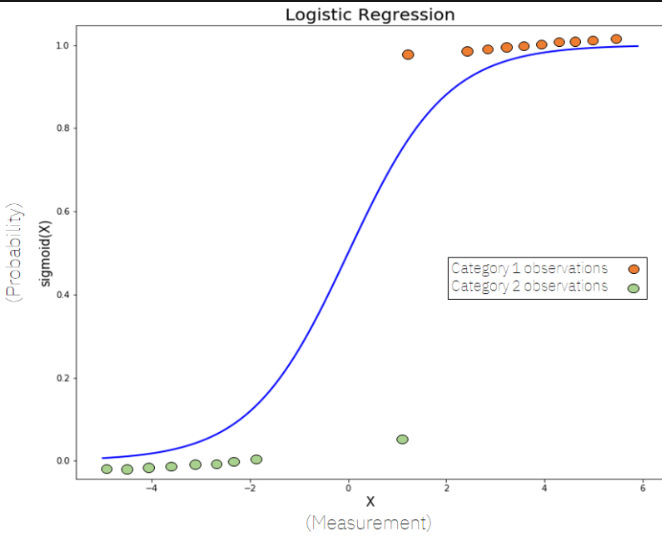 Logistic Regression
1.0
0.8
0.6
0.4
0.2
0.0
(Probability)
sigmoid(X)
Category 1 observations
Category 2 observations
−4
−2
0
2
4
6
X
(Measurement)